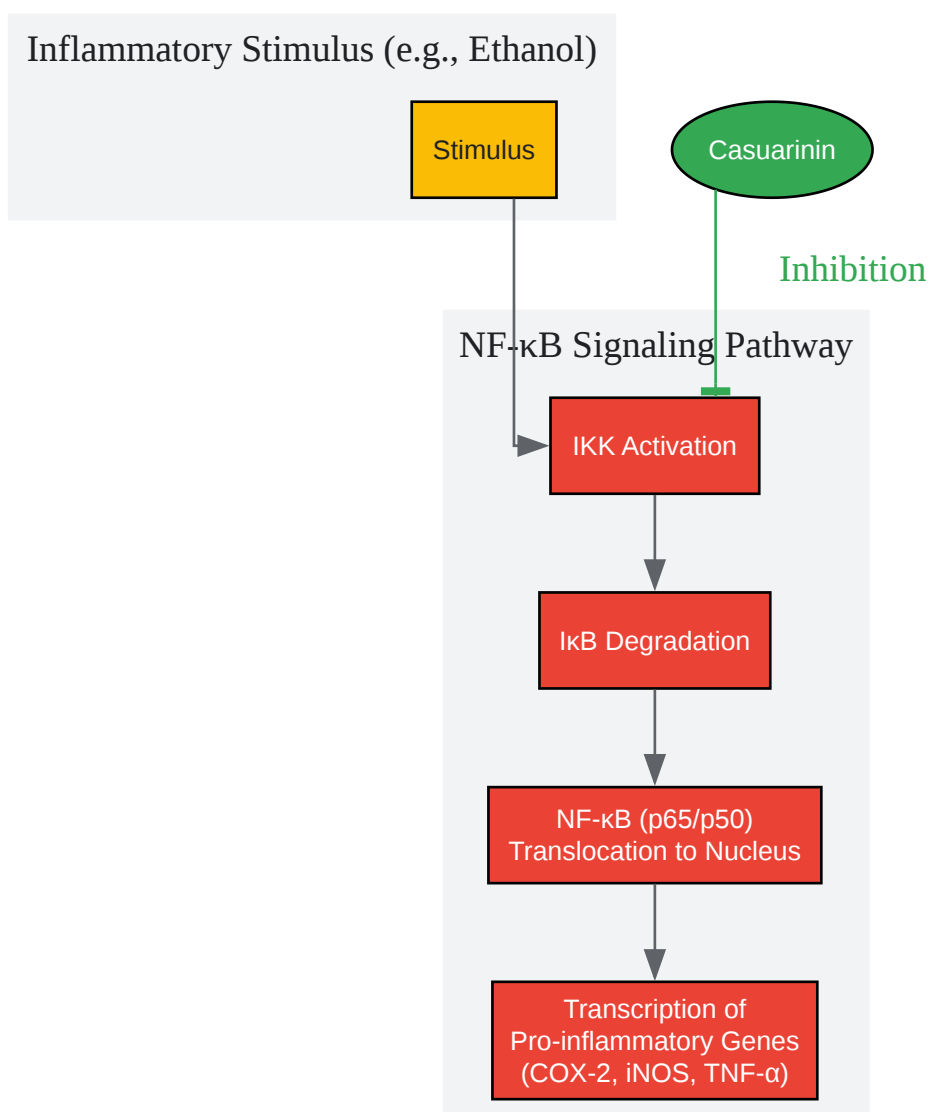 Inflammatory Stimulus (e.g., Ethanol)
Stimulus
Casuarinin
Inhibition
NF-κB Signaling Pathway
IKK Activation
IκB Degradation
NF-κB (p65/p50)
Translocation to Nucleus
Transcription of
Pro-inflammatory Genes
(COX-2, iNOS, TNF-α)